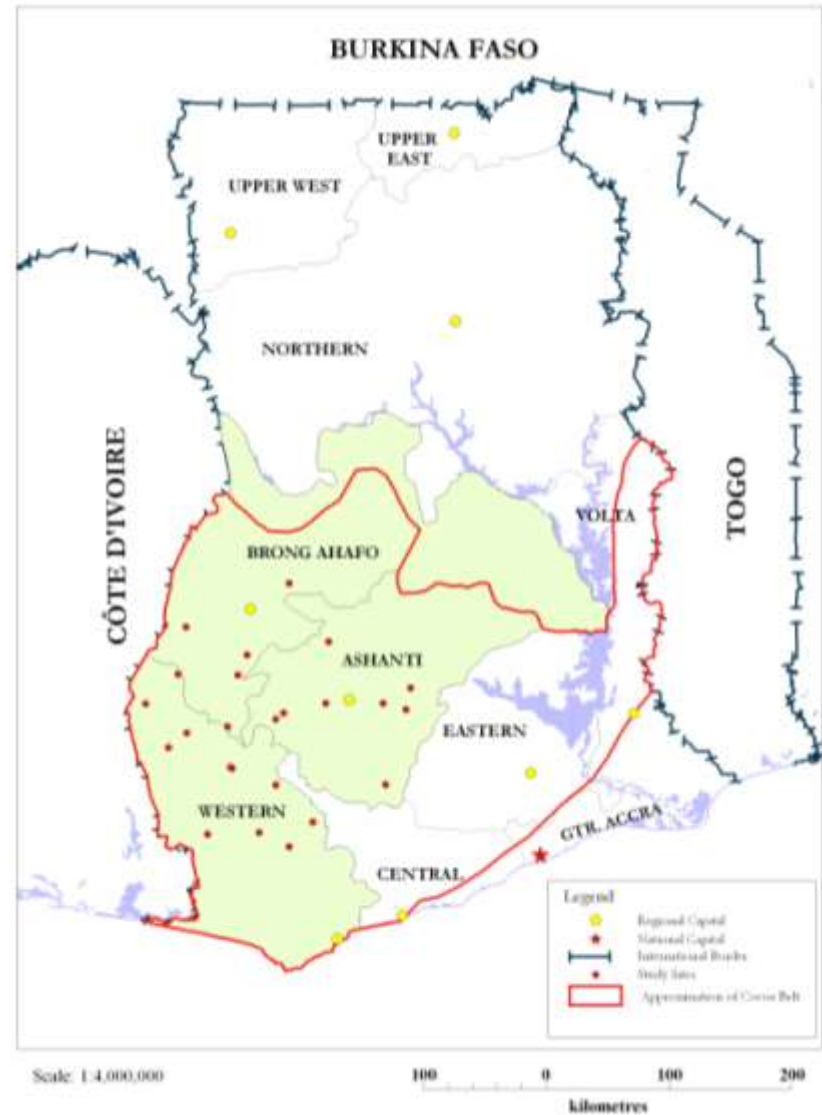 BURKINA FASO
UPPER
EAST
UPPER WEST
NORTHERN
CÔTE D'IVOIRE
TOGO
VOLTA
BRONG AHAFO
ASHANTI
EASTERN
WESTERN
GTR. ACCRA
CENTRAL
Legend
Regional Capital
National Capital
International Border
Study Sites
Approximation of Cocoa Belt
Scale: 1:4,000,000
100 0 100 200
kilometres